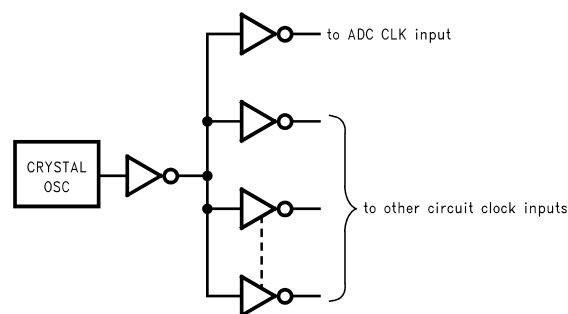 to ADC CLK input
CRYSTAL
OSC
to other circuit clock inputs